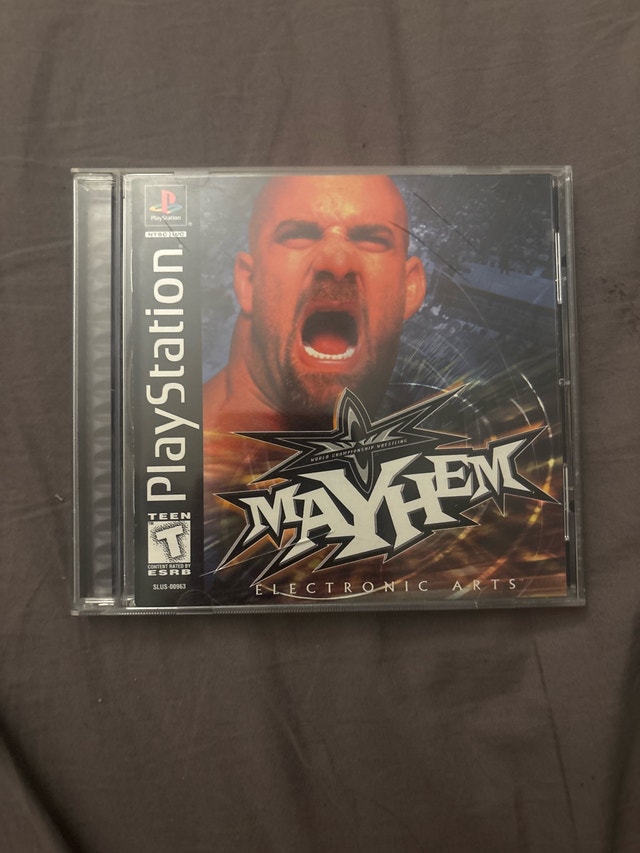 PlayStation
NTSC U/C
PlayStation
TEEN
T
CONTENT RATED BY
ESRB
SLUS-00963
WORLD CHAMPIONSHIP WRESTLING
MAYHEM
ELECTRONIC ARTS